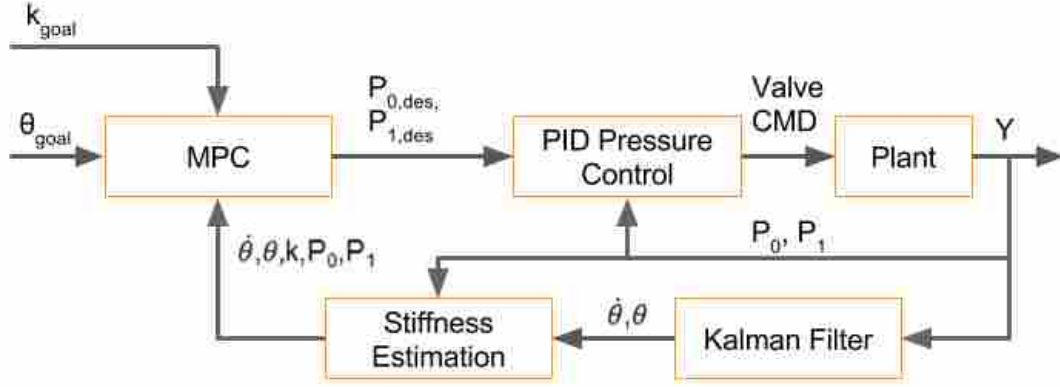 k_goal
θ_goal
MPC
P_0,des,
P_1,des
PID Pressure
Control
Valve
CMD
Plant
Y
P_0, P_1
θ̇,θ,k,P_0,P_1
Stiffness
Estimation
θ̇,θ
Kalman Filter